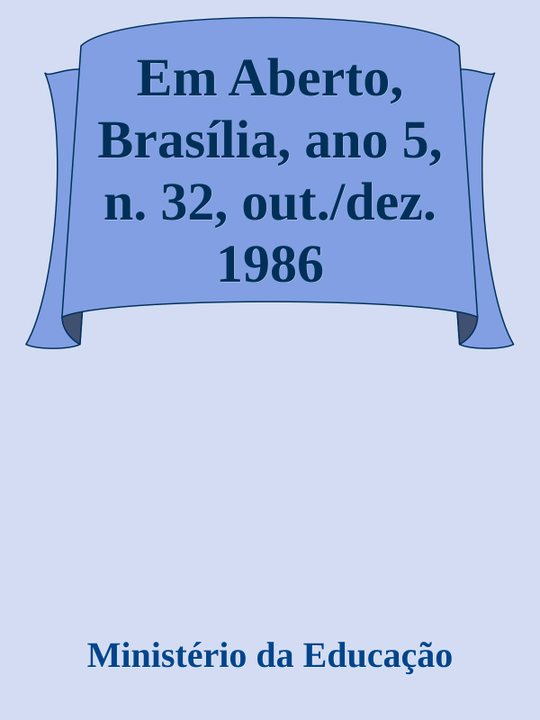 Em Aberto,
Brasília, ano 5,
n. 32, out./dez.
1986
Ministério da Educação